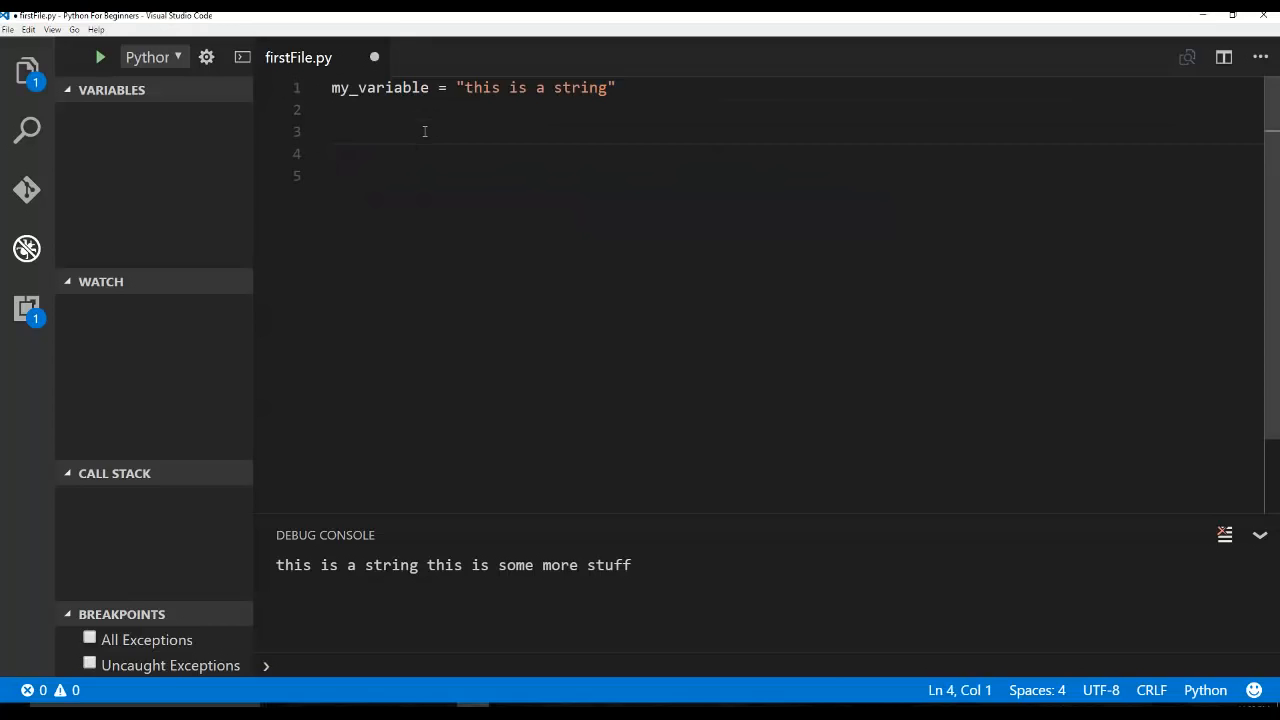 ● firstFile.py - Python For Beginners - Visual Studio Code
File Edit View Go Help
1
1
Python
firstFile.py
VARIABLES
WATCH
CALL STACK
BREAKPOINTS
All Exceptions
Uncaught Exceptions
1 my_variable = "this is a string"
2
3
4
5
DEBUG CONSOLE
this is a string this is some more stuff
0 0
Ln 4, Col 1 Spaces: 4 UTF-8 CRLF Python